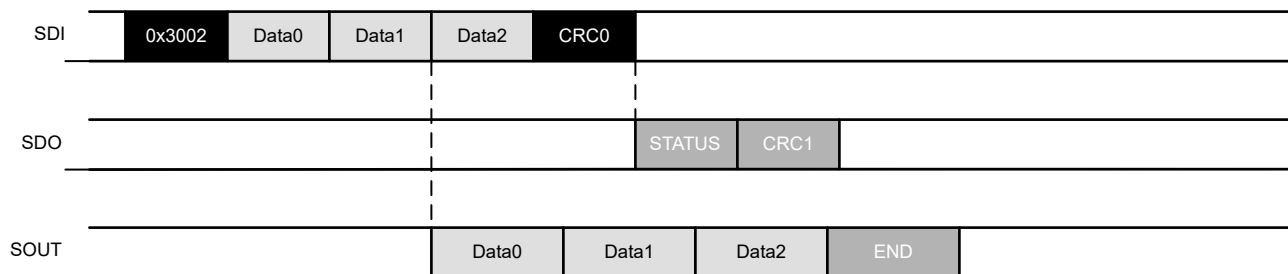 SDI 0x3002 Data0 Data1 Data2 CRC0
SDO STATUS CRC1
SOUT Data0 Data1 Data2 END